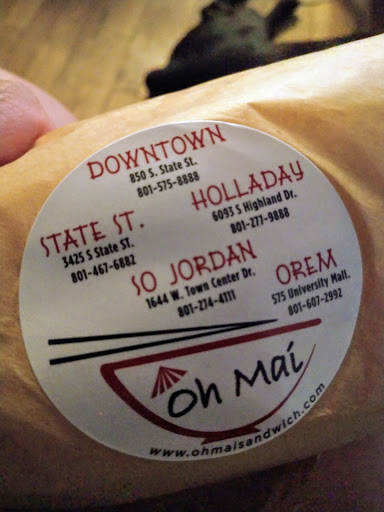 DOWNTOWN
850 S. State St.
801-575-8888
HOLLADAY
6093 S Highland Dr.
801-277-9888
STATE ST.
3425 S State St.
801-467-6882
SO JORDAN
1644 W. Town Center Dr.
801-274-4111
OREM
575 University Mall.
801-607-2992
Oh Mai
www.ohmaisandwich.com